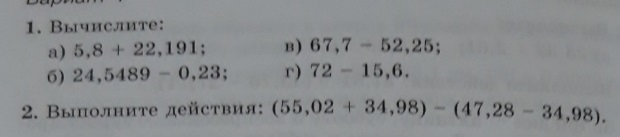 1. Вычислите:
а) 5,8 + 22,191; в) 67,7 – 52,25;
б) 24,5489 – 0,23; г) 72 – 15,6.
2. Выполните действия: (55,02 + 34,98) – (47,28 – 34,98).